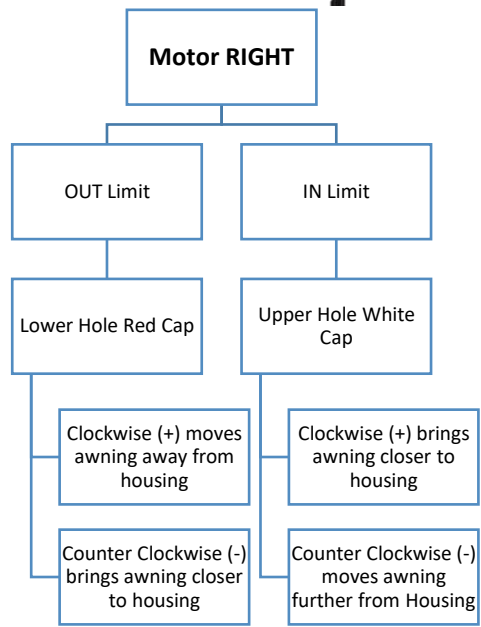 Motor RIGHT
OUT Limit
IN Limit
Lower Hole Red Cap
Upper Hole White
Cap
Clockwise (+) moves
awning away from
housing
Counter Clockwise (-)
brings awning closer
to housing
Clockwise (+) brings
awning closer to
housing
Counter Clockwise (-)
moves awning
further from Housing